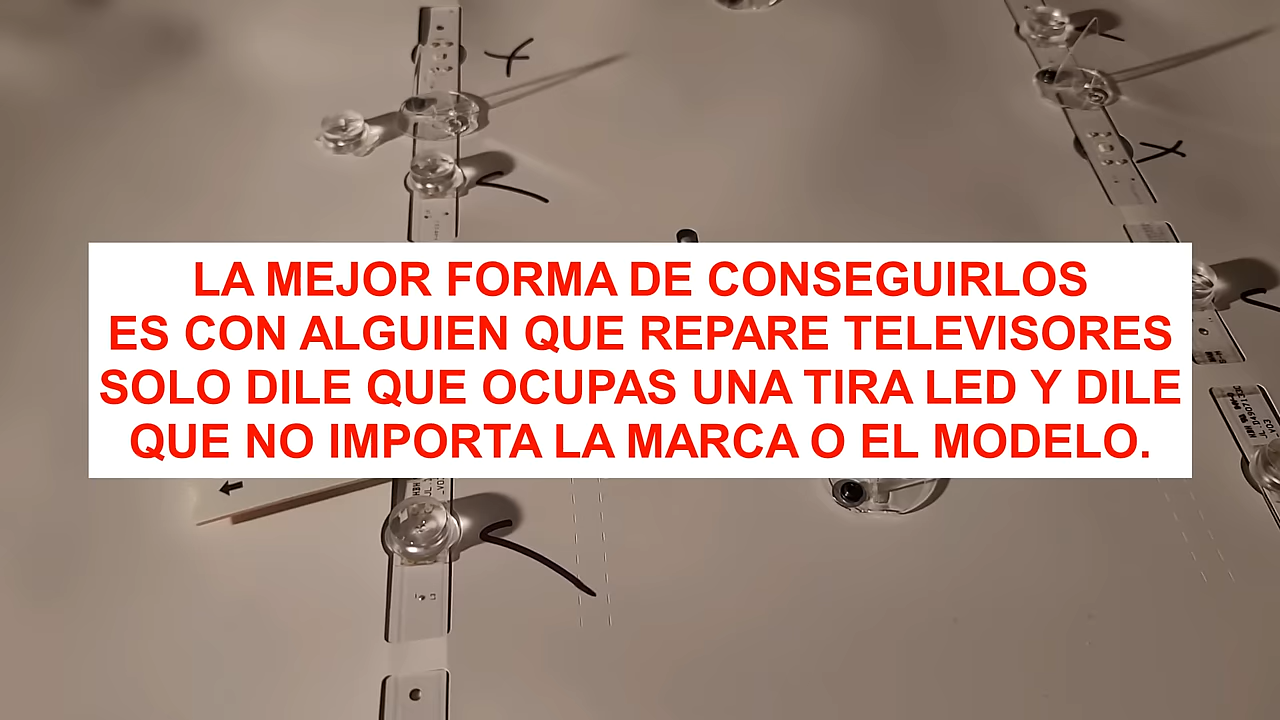 LA MEJOR FORMA DE CONSEGUIRLOS
ES CON ALGUIEN QUE REPARE TELEVISORES
SOLO DILE QUE OCUPAS UNA TIRA LED Y DILE
QUE NO IMPORTA LA MARCA O EL MODELO.